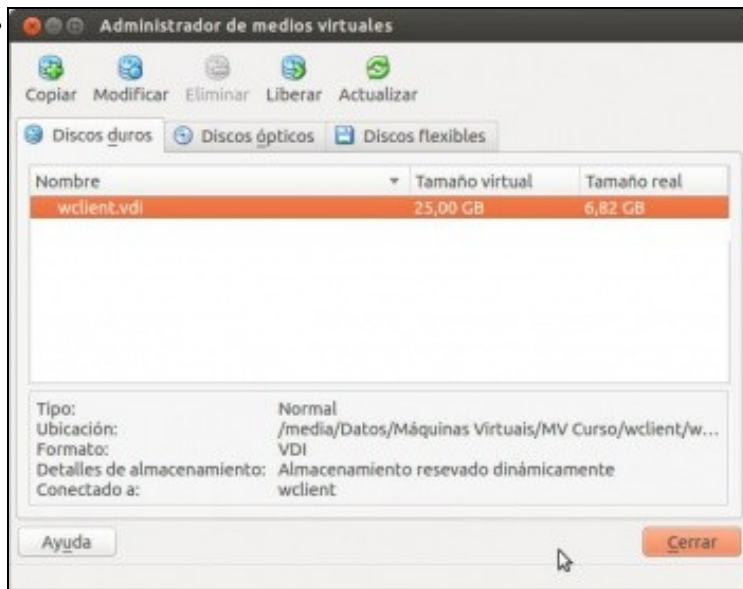 Administrador de medios virtuales
Copiar Modificar Eliminar Liberar Actualizar
Discos duros Discos ópticos Discos flexibles
Nombre Tamaño virtual Tamaño real
wclient.vdi 25,00 GB 6,82 GB
Tipo: Normal
Ubicación: /media/Datos/Máquinas Virtuais/MV Curso/wclient/w...
Formato: VDI
Detalles de almacenamiento: Almacenamiento resevado dinámicamente
Conectado a: wclient
Ayuda Cerrar